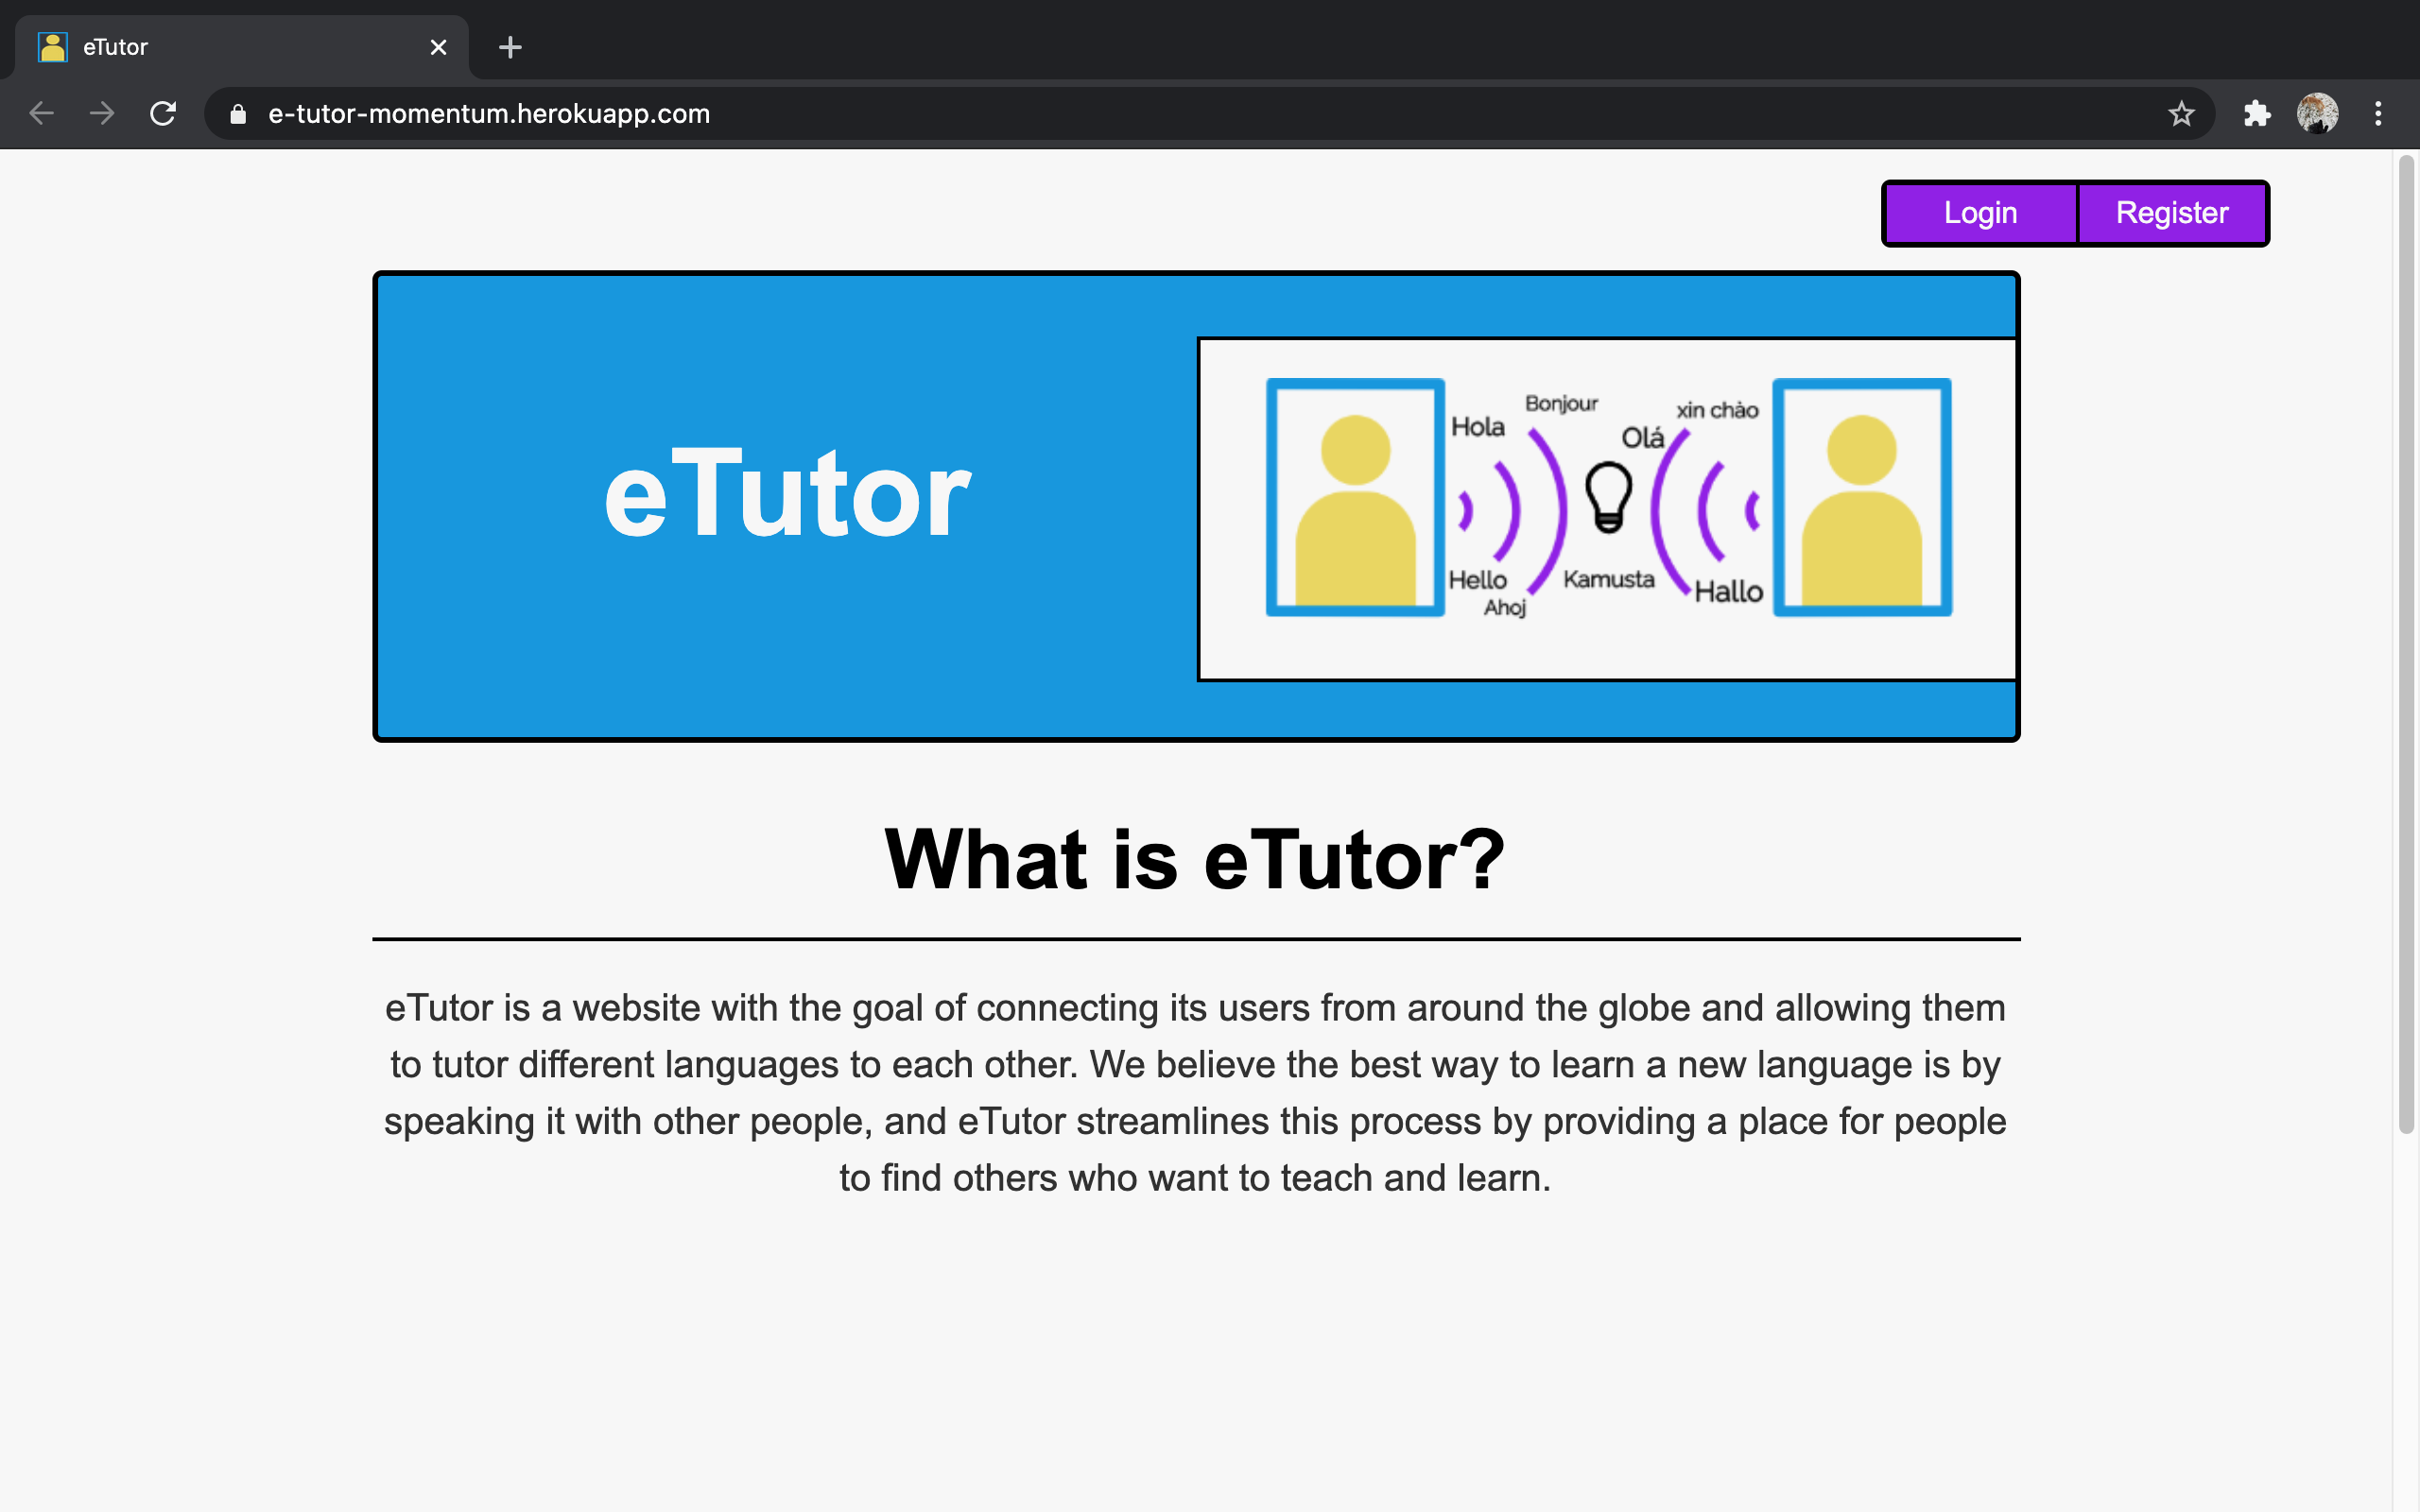 eTutor
e-tutor-momentum.herokuapp.com
Login Register
eTutor
Bonjour
xin chào
Hola
Olá
Hello
Kamusta
Hallo
Ahoj
What is eTutor?
eTutor is a website with the goal of connecting its users from around the globe and allowing them
to tutor different languages to each other. We believe the best way to learn a new language is by
speaking it with other people, and eTutor streamlines this process by providing a place for people
to find others who want to teach and learn.